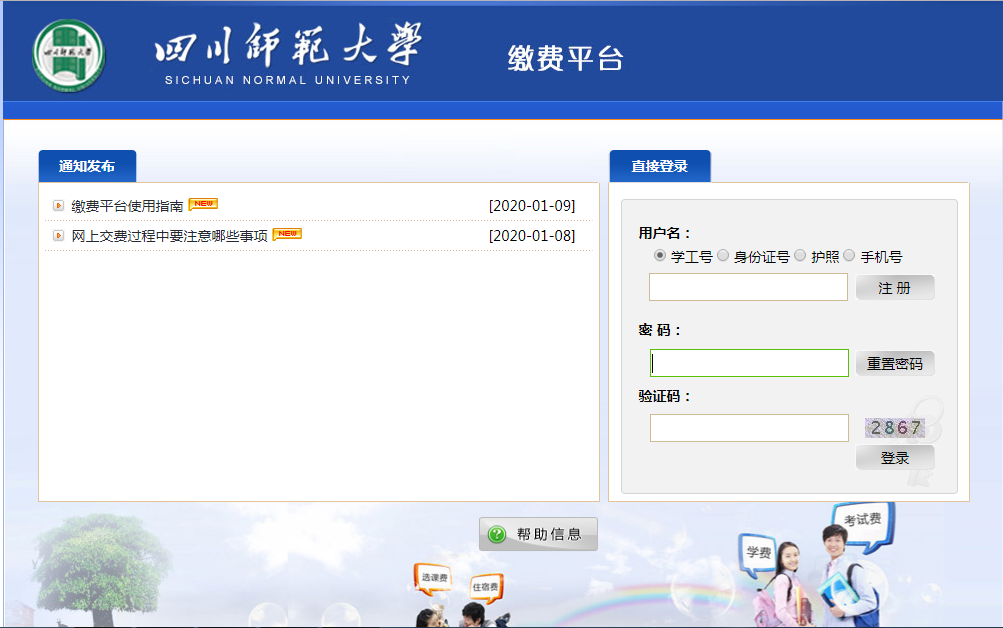 四川師範大學
SICHUAN NORMAL UNIVERSITY
缴费平台
通知发布
缴费平台使用指南 NEW [2020-01-09]
网上交费过程中要注意哪些事项 NEW [2020-01-08]
直接登录
用户名：
学工号 身份证号 护照 手机号
注 册
密 码：
重置密码
验证码：
2867
登录
帮助信息
选课费
住宿费
学费
考试费